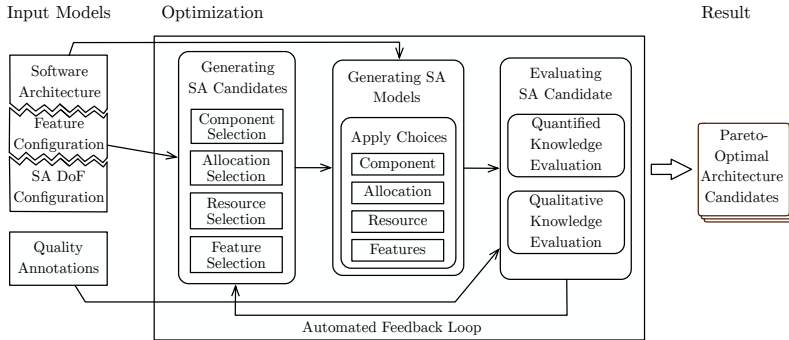 Input Models
Optimization
Result
Software
Architecture
Feature
Configuration
SA DoF
Configuration
Quality
Annotations
Generating
SA Candidates
Component
Selection
Allocation
Selection
Resource
Selection
Feature
Selection
Generating SA
Models
Apply Choices
Component
Allocation
Resource
Features
Evaluating
SA Candidate
Quantified
Knowledge
Evaluation
Qualitative
Knowledge
Evaluation
Automated Feedback Loop
Pareto-
Optimal
Architecture
Candidates